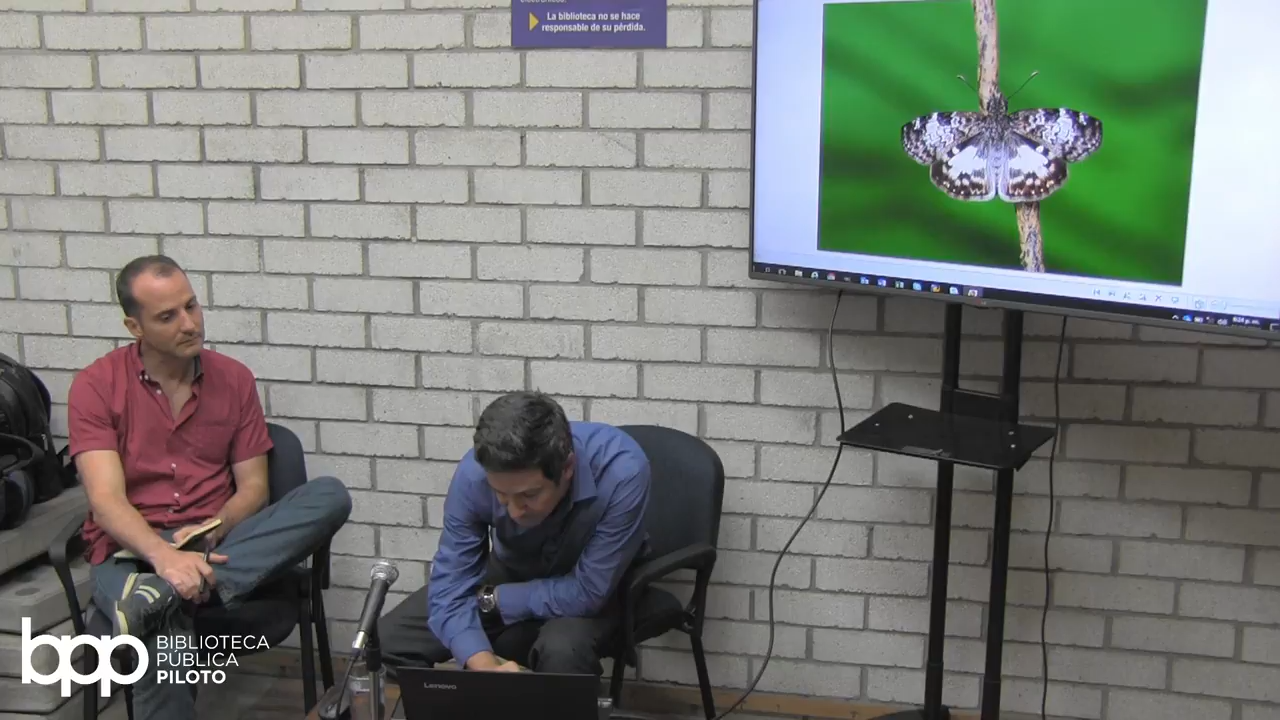 La biblioteca no se hace
responsable de su pérdida.
bpp
BIBLIOTECA
PÚBLICA
PILOTO
Lenovo